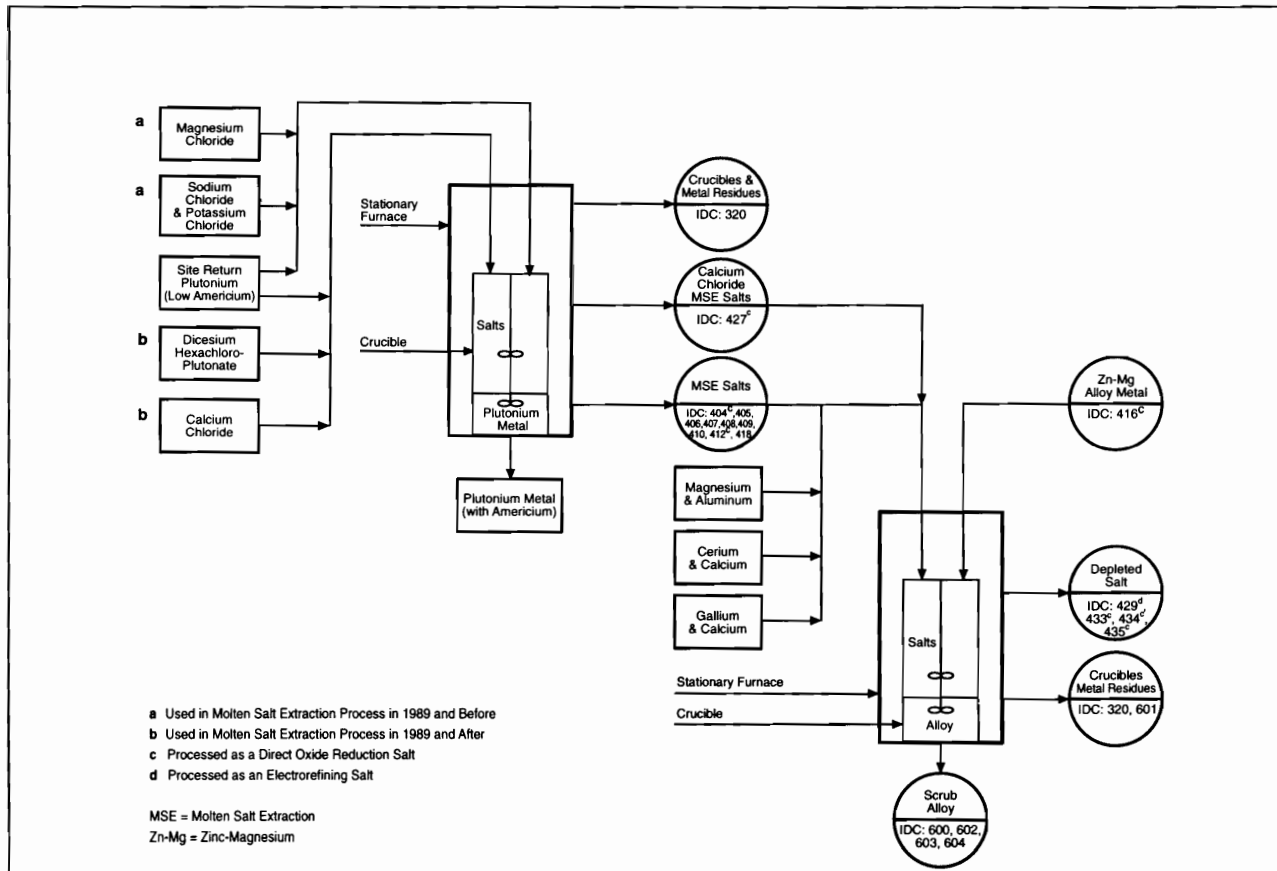 a
Magnesium
Chloride
a
Sodium
Chloride
& Potassium
Chloride
Site Return
Plutonium
(Low Americium)
b
Dicesium
Hexachloro-
Plutonate
b
Calcium
Chloride
Stationary
Furnace
Crucible
Salts
Plutonium
Metal
Plutonium Metal
(with Americium)
Crucibles &
Metal Residues
IDC: 320
Calcium
Chloride
MSE Salts
IDC: 427c
MSE Salts
IDC: 404c, 405,
406,407,408,409,
410, 412c, 418
Magnesium
& Aluminum
Cerium
& Calcium
Gallium
& Calcium
Zn-Mg
Alloy Metal
IDC: 416c
Stationary Furnace
Crucible
Salts
Alloy
Depleted
Salt
IDC: 429d
433c, 434c,
435c
Crucibles
Metal Residues
IDC: 320, 601
Scrub
Alloy
IDC: 600, 602,
603, 604
a Used in Molten Salt Extraction Process in 1989 and Before
b Used in Molten Salt Extraction Process in 1989 and After
c Processed as a Direct Oxide Reduction Salt
d Processed as an Electrorefining Salt
MSE = Molten Salt Extraction
Zn-Mg = Zinc-Magnesium